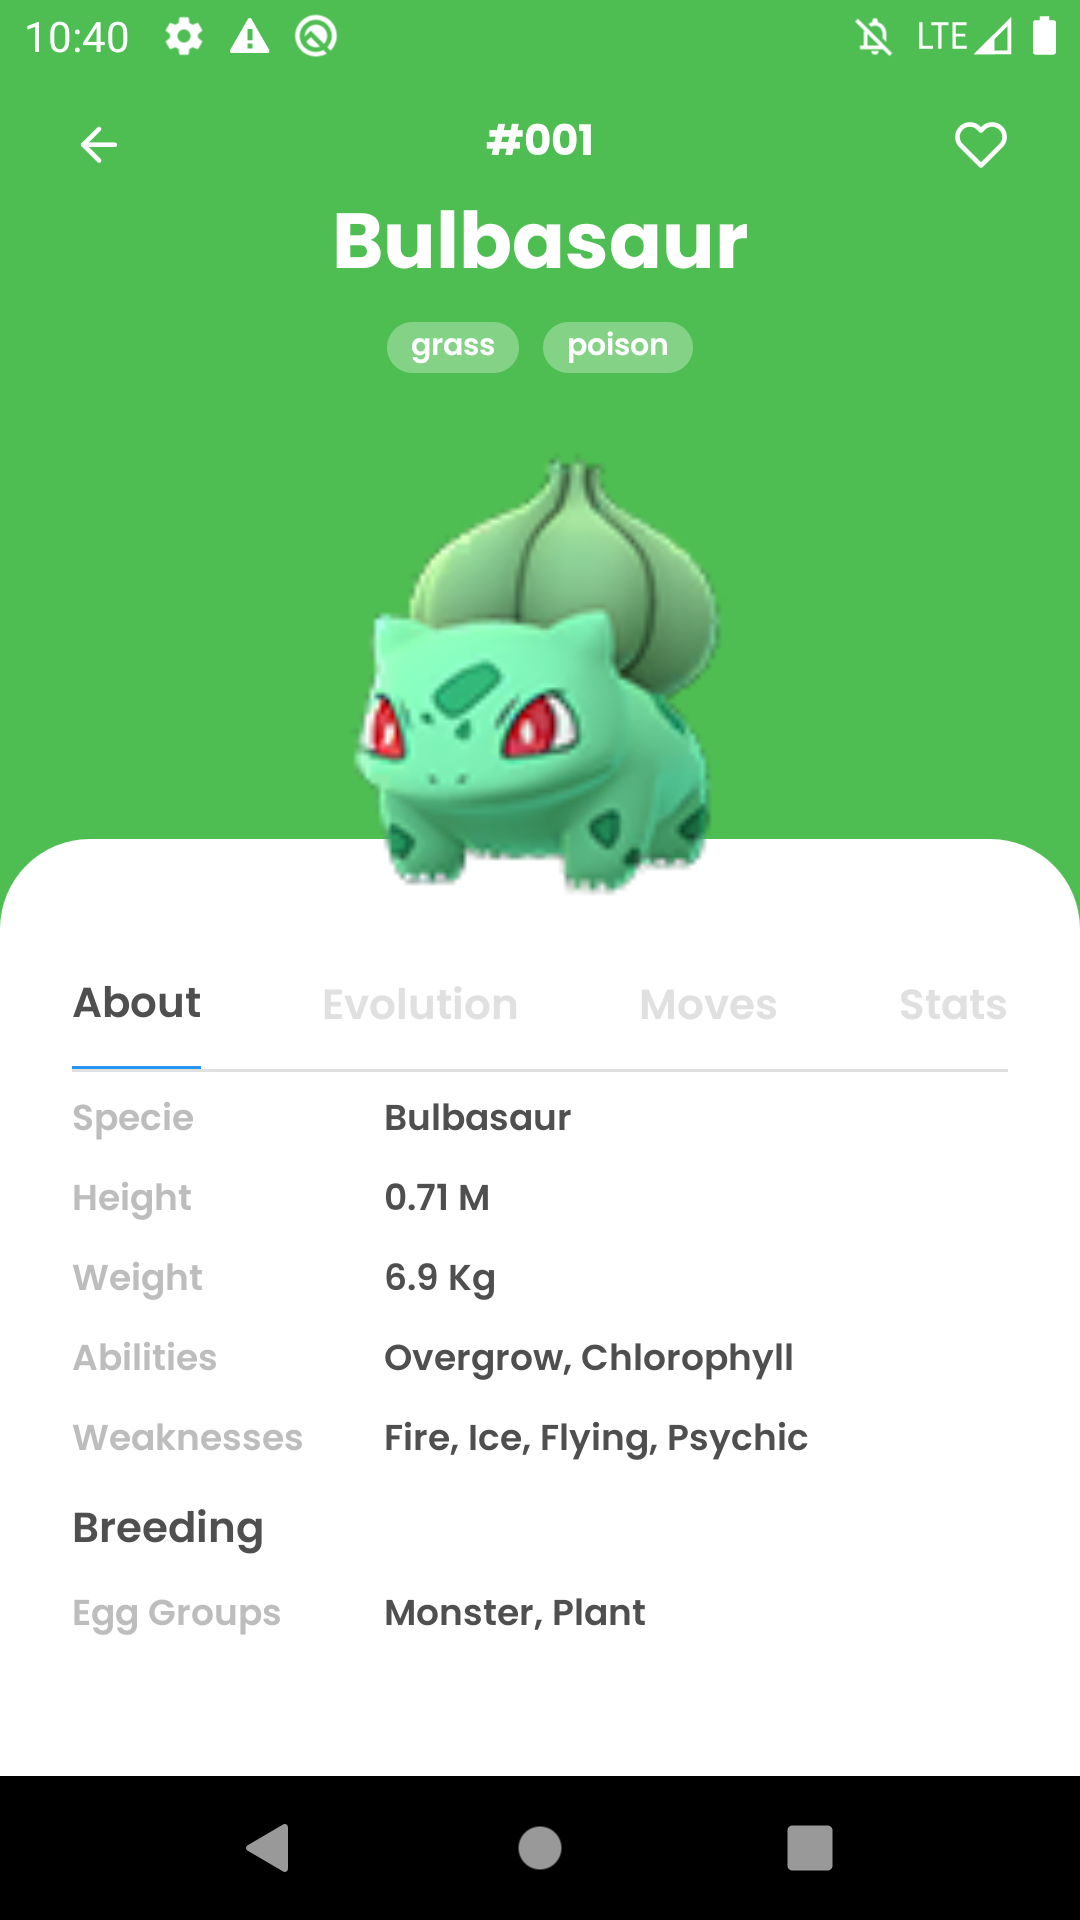 10:40 LTE
#001
Bulbasaur
grass poison
About Evolution Moves Stats
Specie Bulbasaur
Height 0.71 M
Weight 6.9 Kg
Abilities Overgrow, Chlorophyll
Weaknesses Fire, Ice, Flying, Psychic
Breeding
Egg Groups Monster, Plant